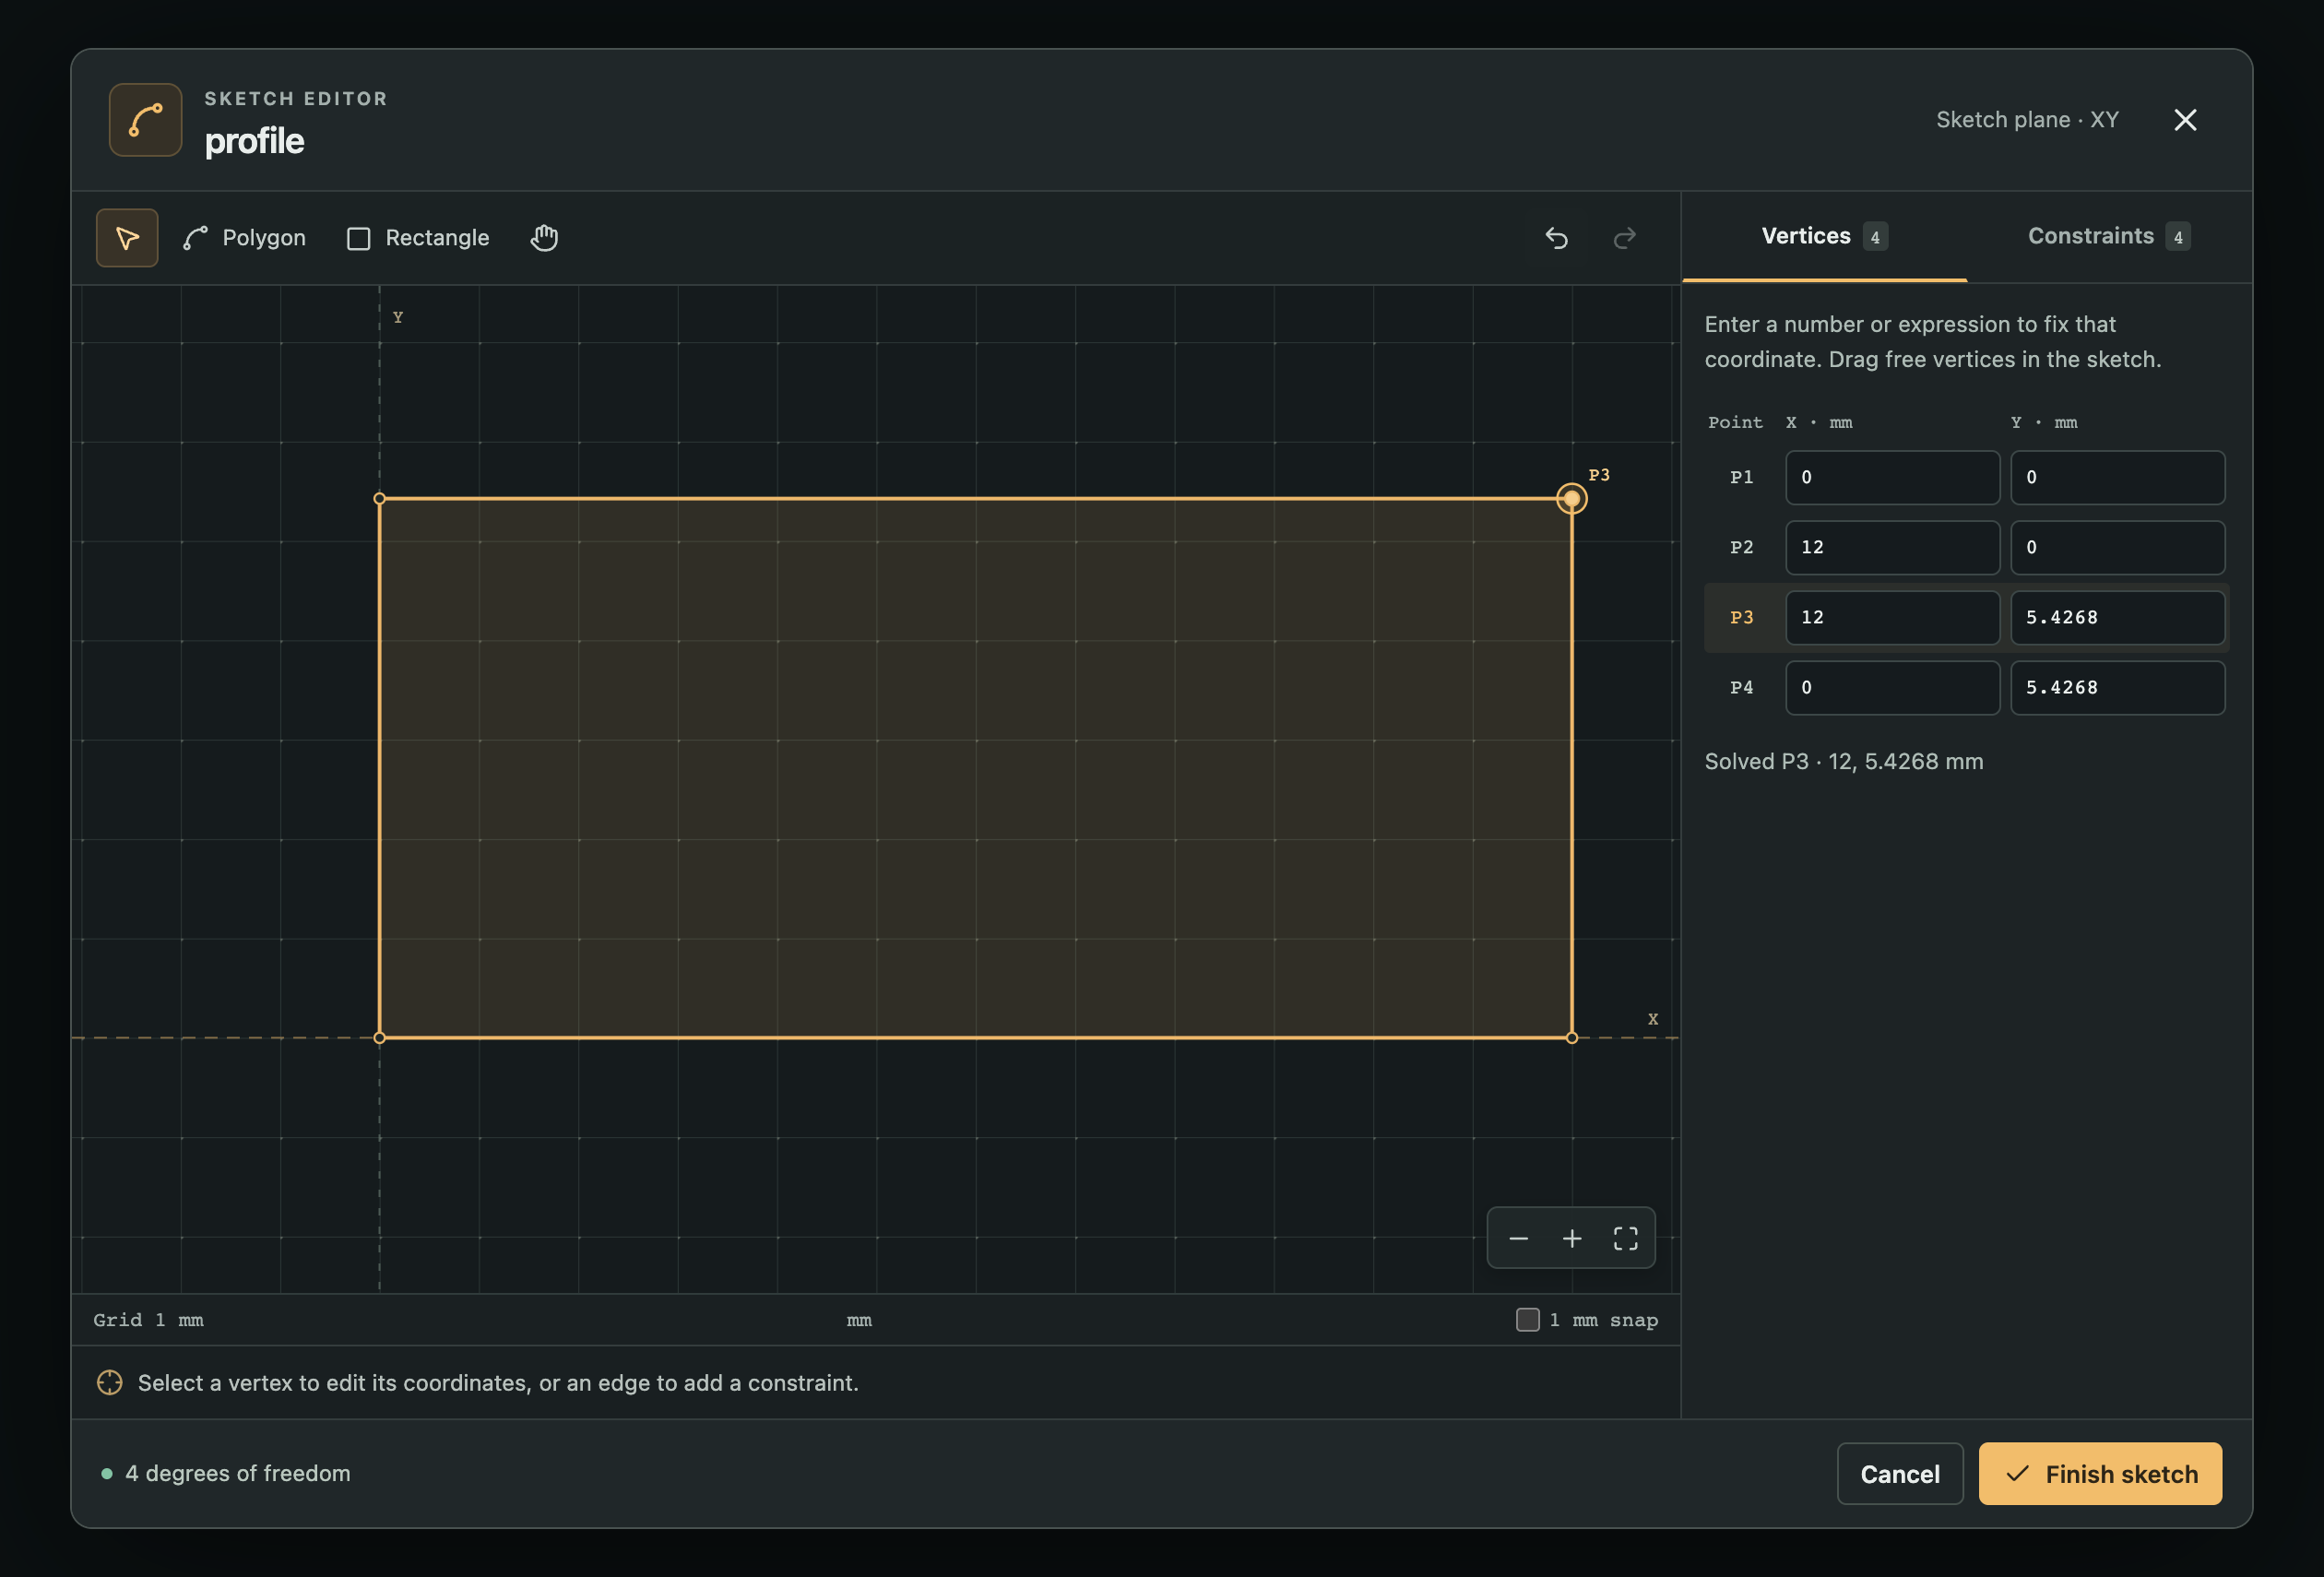 SKETCH EDITOR
profile
Sketch plane · XY
Polygon
Rectangle
Vertices 4
Constraints 4
Y
P3
X
Enter a number or expression to fix that
coordinate. Drag free vertices in the sketch.
Point X · mm Y · mm
P1 0 0
P2 12 0
P3 12 5.4268
P4 0 5.4268
Solved P3 · 12, 5.4268 mm
Grid 1 mm
mm
1 mm snap
Select a vertex to edit its coordinates, or an edge to add a constraint.
4 degrees of freedom
Cancel
Finish sketch